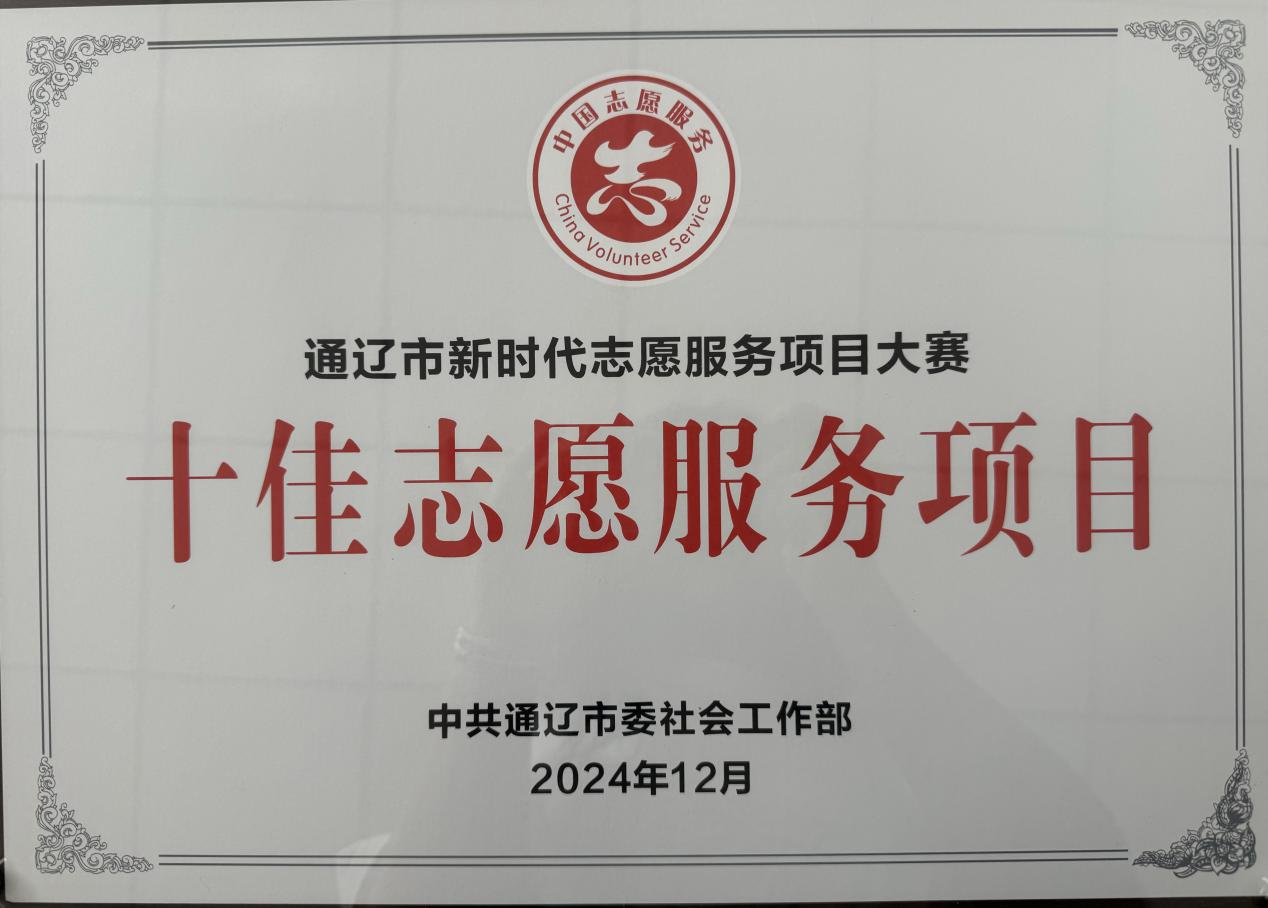 中国志愿服务
China Volunteer Service
通辽市新时代志愿服务项目大赛
十佳志愿服务项目
中共通辽市委社会工作部
2024年12月